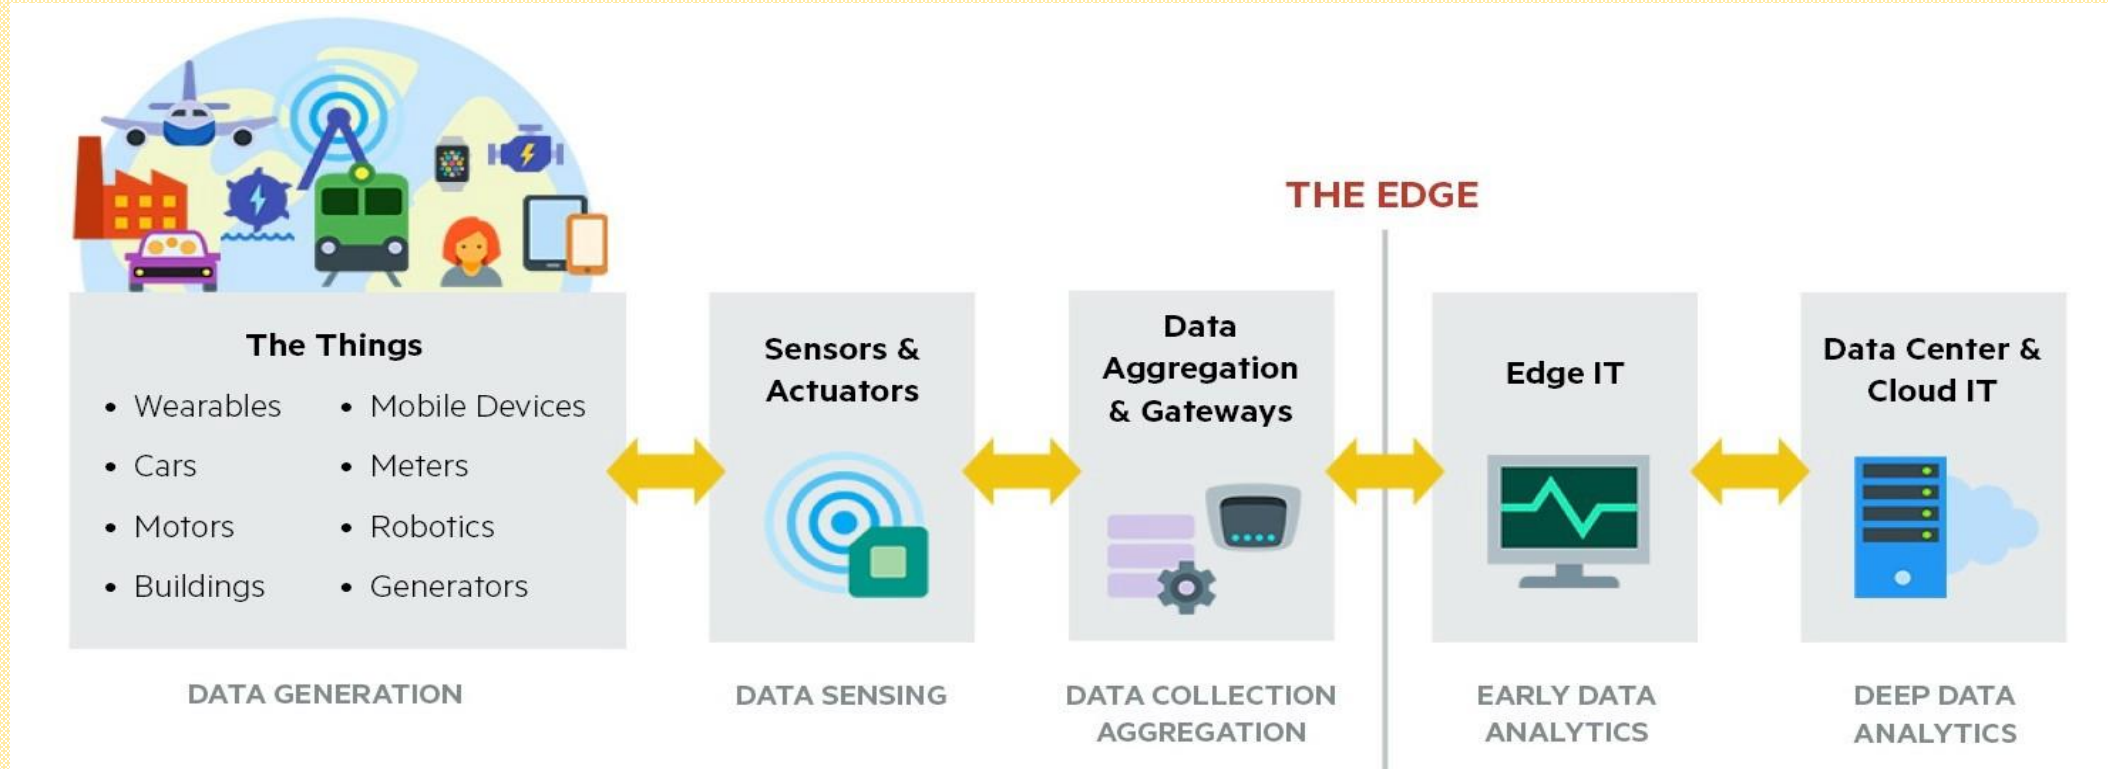 THE EDGE
The Things
• Wearables
• Cars
• Motors
• Buildings
• Mobile Devices
• Meters
• Robotics
• Generators
DATA GENERATION
Sensors &
Actuators
DATA SENSING
Data
Aggregation
& Gateways
DATA COLLECTION
AGGREGATION
Edge IT
EARLY DATA
ANALYTICS
Data Center &
Cloud IT
DEEP DATA
ANALYTICS